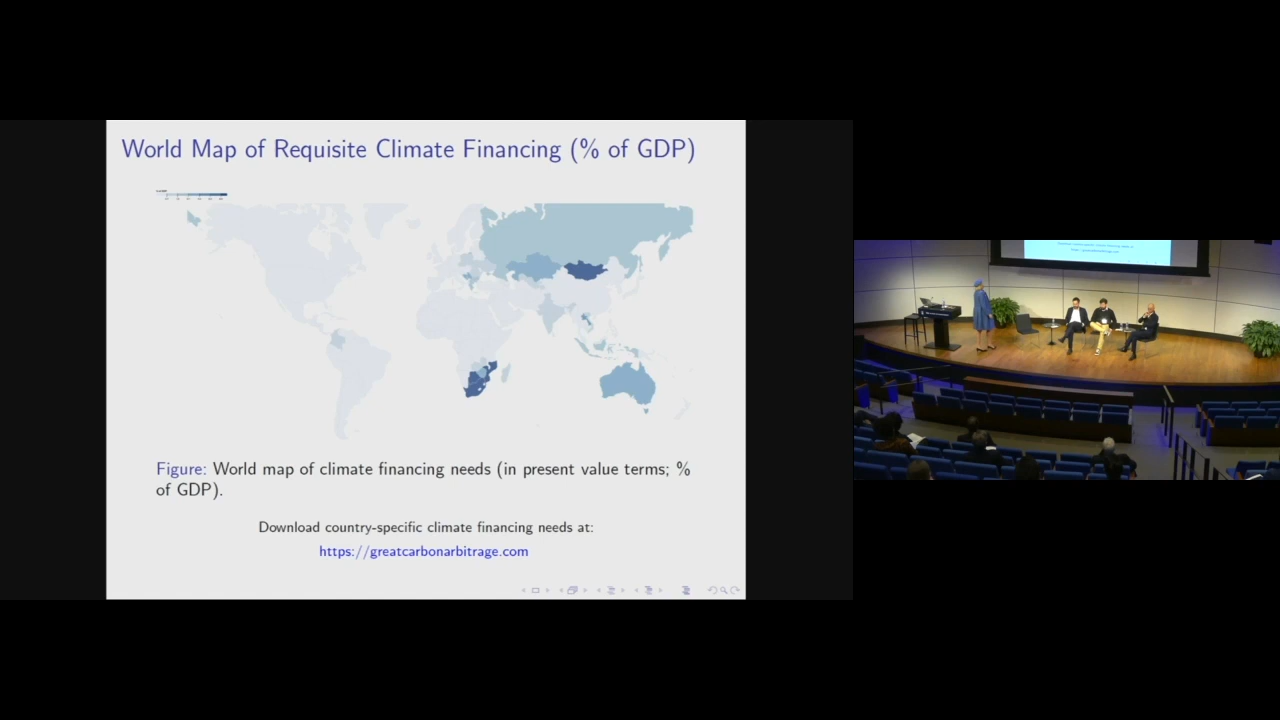 World Map of Requisite Climate Financing (% of GDP)
Figure: World map of climate financing needs (in present value terms; %
of GDP).
Download country-specific climate financing needs at:
https://greatcarbonarbitrage.com